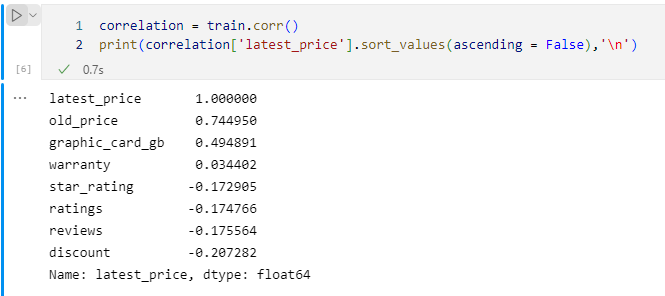 1 correlation = train.corr()
2 print(correlation['latest_price'].sort_values(ascending = False),'\n')
[6] 0.7s
... latest_price 1.000000
old_price 0.744950
graphic_card_gb 0.494891
warranty 0.034402
star_rating -0.172905
ratings -0.174766
reviews -0.175564
discount -0.207282
Name: latest_price, dtype: float64